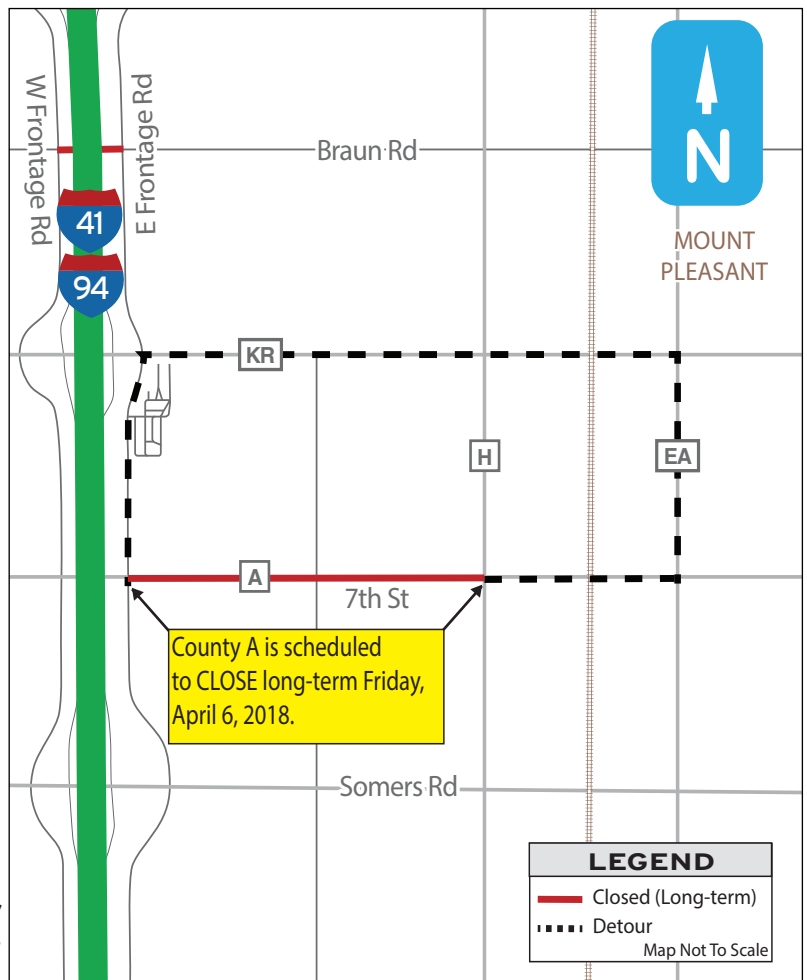 W Frontage Rd
E Frontage Rd
Braun Rd
N
41
94
MOUNT
PLEASANT
KR
H
EA
A
7th St
County A is scheduled
to CLOSE long-term Friday,
April 6, 2018.
Somers Rd
LEGEND
Closed (Long-term)
Detour
Map Not To Scale